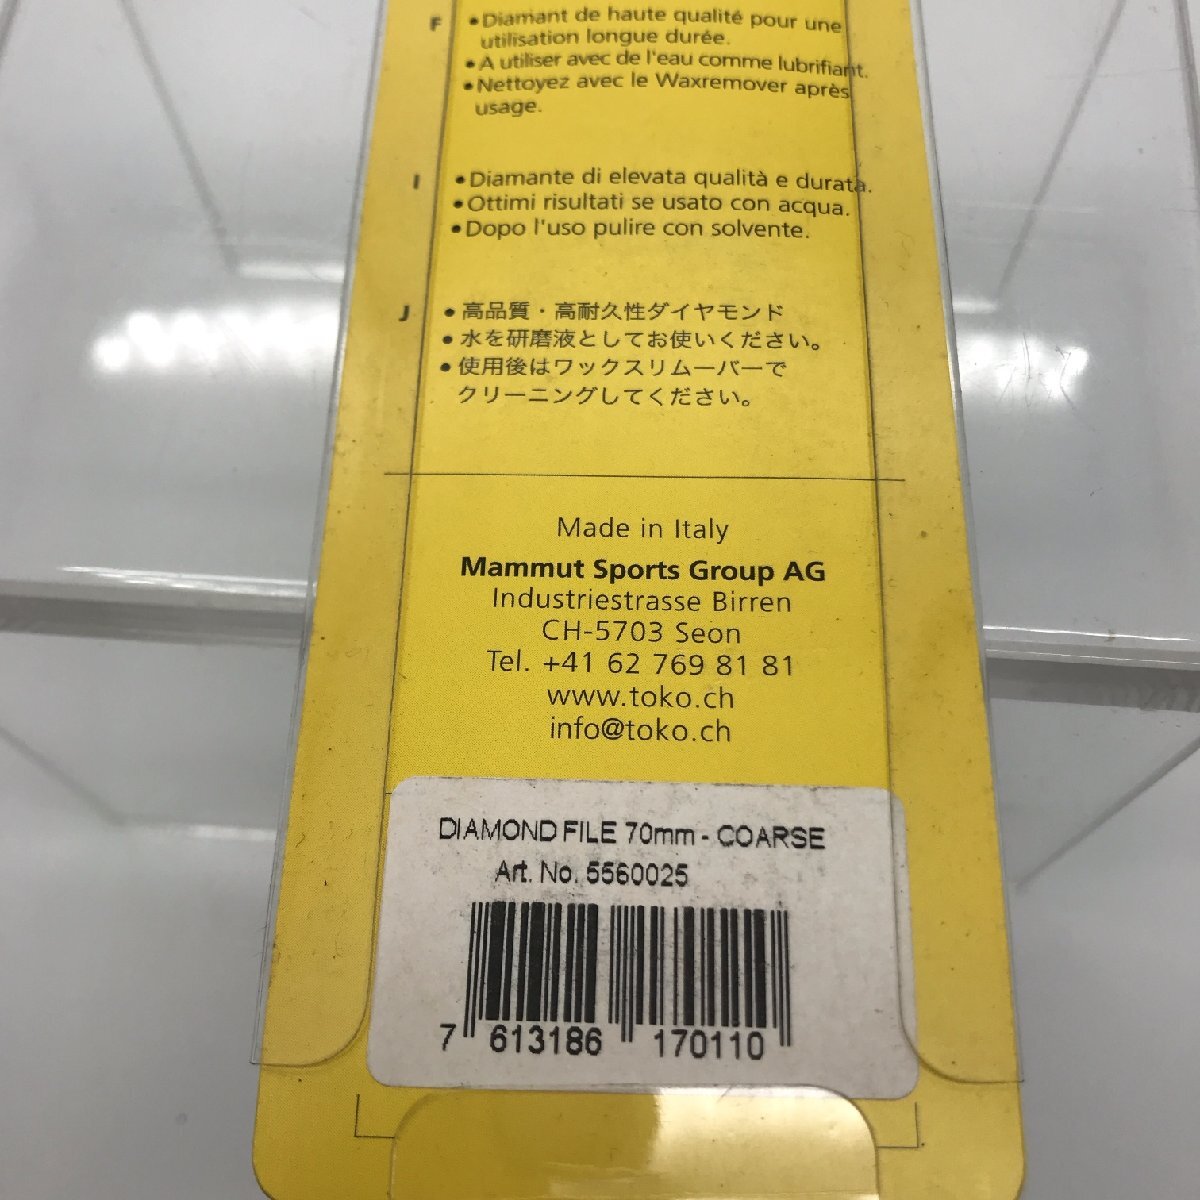 F •Diamant de haute qualité pour une
utilisation longue durée.
•A utiliser avec de l'eau comme lubrifiant.
•Nettoyez avec le Waxremover après
usage.
I •Diamante di elevata qualità e durata.
•Ottimi risultati se usato con acqua.
•Dopo l'uso pulire con solvente.
J •高品質・高耐久性ダイヤモンド
•水を研磨液としてお使いください。
•使用後はワックスリムーバーで
クリーニングしてください。
Made in Italy
Mammut Sports Group AG
Industriestrasse Birren
CH-5703 Seon
Tel. +41 62 769 81 81
www.toko.ch
info@toko.ch
DIAMOND FILE 70mm - COARSE
Art. No. 5560025
7 613186 170110